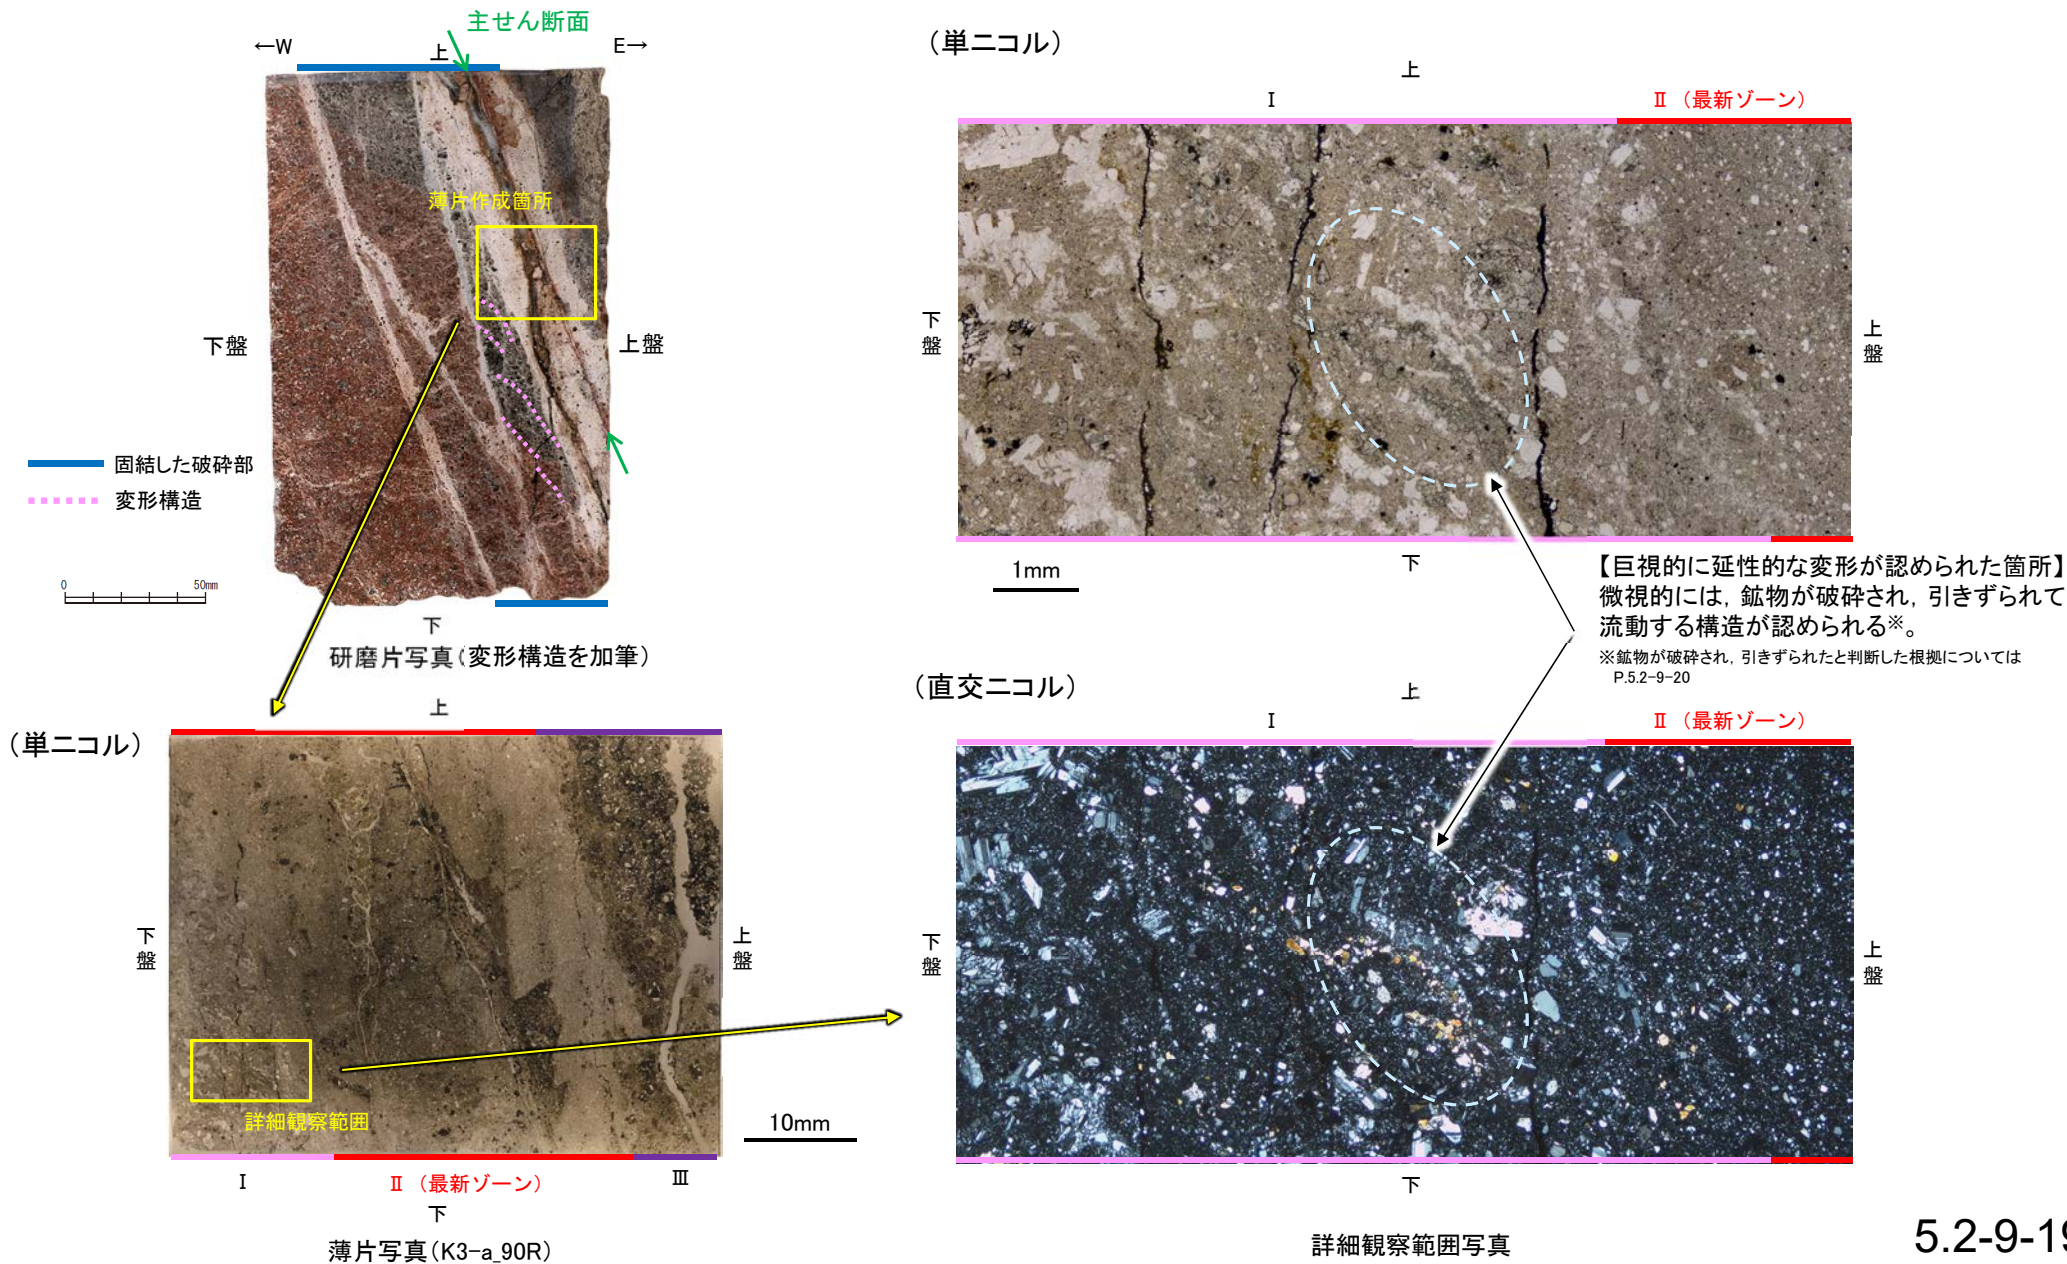 主せん断面
←W
上
E→
薄片作成箇所
下盤
上盤
固結した破砕部
変形構造
0
50mm
下
研磨片写真(変形構造を加筆)
(単ニコル)
上
下盤
上盤
詳細観察範囲
10mm
I
Ⅱ (最新ゾーン)
Ⅲ
下
薄片写真(K3-a_90R)
(単ニコル)
上
I
Ⅱ (最新ゾーン)
下盤
上盤
下
1mm
【巨視的に延性的な変形が認められた箇所】
微視的には,鉱物が破砕され,引きずられて
流動する構造が認められる※。
※鉱物が破砕され,引きずられたと判断した根拠については
P.5.2-9-20
(直交ニコル)
上
I
Ⅱ (最新ゾーン)
下盤
上盤
下
詳細観察範囲写真
5.2-9-19